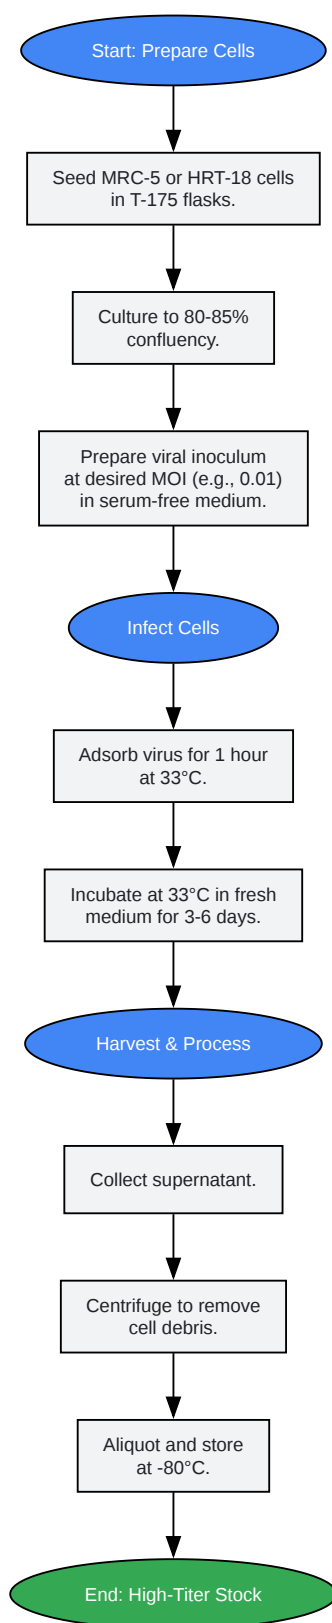 Start: Prepare Cells
Seed MRC-5 or HRT-18 cells
in T-175 flasks.
Culture to 80-85%
confluency.
Prepare viral inoculum
at desired MOI (e.g., 0.01)
in serum-free medium.
Infect Cells
Adsorb virus for 1 hour
at 33°C.
Incubate at 33°C in fresh
medium for 3-6 days.
Harvest & Process
Collect supernatant.
Centrifuge to remove
cell debris.
Aliquot and store
at -80°C.
End: High-Titer Stock